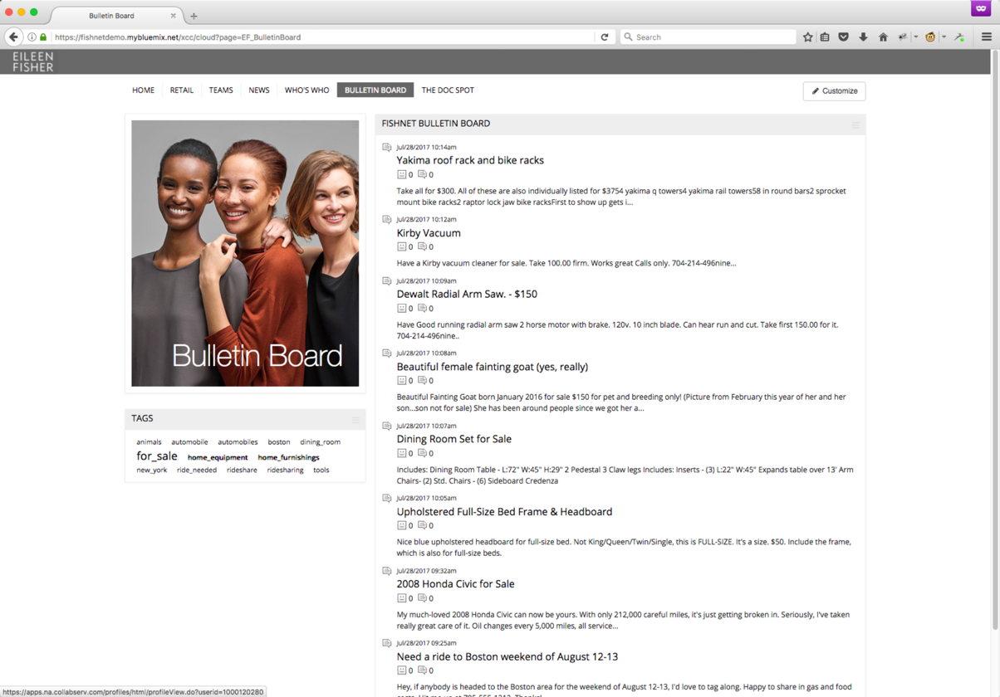 Bulletin Board
https://fishnetdemo.mybluemix.net/xcc/cloud?page=EF_BulletinBoard
Search
EILEEN
FISHER
HOME RETAIL TEAMS NEWS WHO'S WHO BULLETIN BOARD THE DOC SPOT
Customize
Bulletin Board
TAGS
animals automobile automobiles boston dining_room
for_sale home_equipment home_furnishings
new_york ride_needed rideshare ridesharing tools
FISHNET BULLETIN BOARD
Jul/28/2017 10:14am
Yakima roof rack and bike racks
0 0
Take all for $300. All of these are also individually listed for $3754 yakima q towers4 yakima rail towers58 in round bars2 sprocket
mount bike racks2 raptor lock jaw bike racksFirst to show up gets i...
Jul/28/2017 10:12am
Kirby Vacuum
0 0
Have a Kirby vacuum cleaner for sale. Take 100.00 firm. Works great Calls only. 704-214-496nine...
Jul/28/2017 10:09am
Dewalt Radial Arm Saw. - $150
0 0
Have Good running radial arm saw 2 horse motor with brake. 120v. 10 inch blade. Can hear run and cut. Take first 150.00 for it.
704-214-496nine..
Jul/28/2017 10:08am
Beautiful female fainting goat (yes, really)
0 0
Beautiful Fainting Goat born January 2016 for sale $150 for pet and breeding only! (Picture from February this year of her and her
son...son not for sale) She has been around people since we got her a...
Jul/28/2017 10:07am
Dining Room Set for Sale
0 0
Includes: Dining Room Table - L:72" W:45" H:29" 2 Pedestal 3 Claw legs Includes: Inserts - (3) L:22" W:45" Expands table over 13' Arm
Chairs- (2) Std. Chairs - (6) Sideboard Credenza
Jul/28/2017 10:05am
Upholstered Full-Size Bed Frame & Headboard
0 0
Nice blue upholstered headboard for full-size bed. Not King/Queen/Twin/Single, this is FULL-SIZE. It's a size. $50. Include the frame,
which is also for full-size beds.
Jul/28/2017 09:32am
2008 Honda Civic for Sale
0 0
My much-loved 2008 Honda Civic can now be yours. With only 212,000 careful miles, it's just getting broken in. Seriously, I've taken
really great care of it. Oil changes every 5,000 miles, all service...
Jul/28/2017 09:25am
Need a ride to Boston weekend of August 12-13
0 0
Hey, if anybody is headed to the Boston area for the weekend of August 12-13, I'd love to tag along. Happy to share in gas and food
https://apps.na.collabserv.com/profiles/html/profileView.do?userid=1000120280